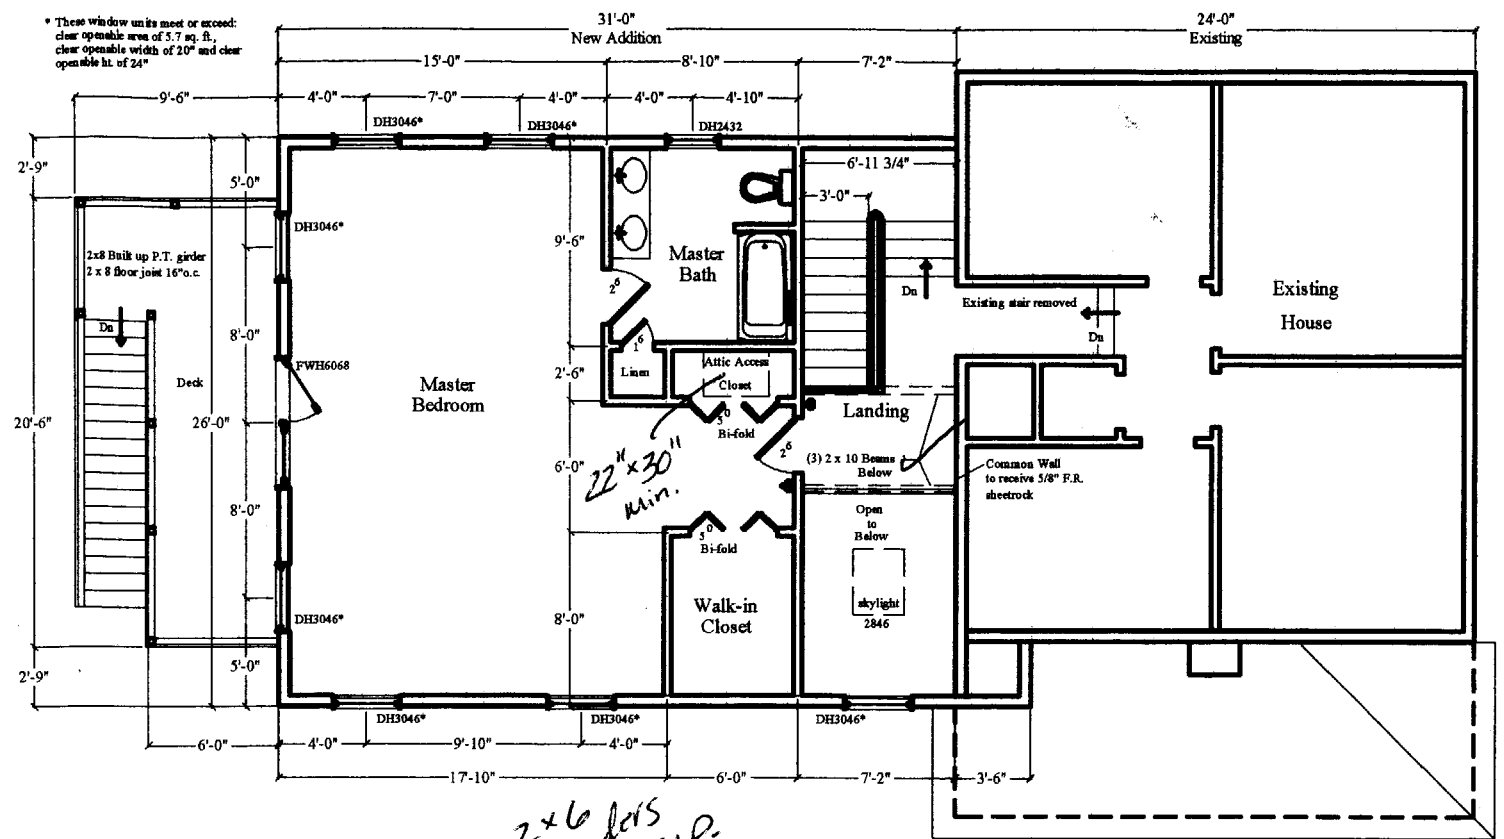 * These window units meet or exceed:
clear openable area of 5.7 sq. ft.,
clear openable width of 20" and clear
openable ht. of 24"
31'-0"
New Addition
24'-0"
Existing
15'-0"
8'-10"
7'-2"
9'-6"
4'-0"
7'-0"
4'-0"
4'-0"
4'-10"
DH3046*
DH3046*
DH2432
2'-9"
5'-0"
6'-11 3/4"
3'-0"
DH3046*
9'-6"
Master
Bath
2x8 Built up P.T. girder
2 x 8 floor joist 16"o.c.
2⁶
Dn
Existing stair removed
Existing
House
Dn
Dn
8'-0"
1⁶
FWH6068
Deck
Master
Bedroom
2'-6"
Linen
Attic Access
Closet
20'-6"
26'-0"
5⁰
Bi-fold
Landing
2⁶
6'-0"
22" x 30"
min.
(3) 2 x 10 Beams
Below
Common Wall
to receive 5/8" F.R.
sheetrock
8'-0"
Open
to
Below
5⁰
Bi-fold
Walk-in
Closet
skylight
2846
DH3046*
8'-0"
5'-0"
2'-9"
DH3046*
DH3046*
DH3046*
6'-0"
4'-0"
9'-10"
4'-0"
17'-10"
6'-0"
7'-2"
3'-6"
2x6